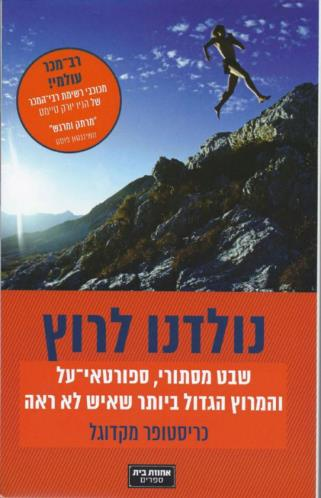 רב־מכר
עולמי!
מכוכבי רשימת רבי־המכר
של הניו יורק טיימס
"מרתק ומרגש"
וושינגטון פוסט
נולדנו לרוץ
שבט מסתורי, ספורטאי־על
והמרוץ הגדול ביותר שאיש לא ראה
כריסטופר מקדוגל
אחוזת בית
ספרים